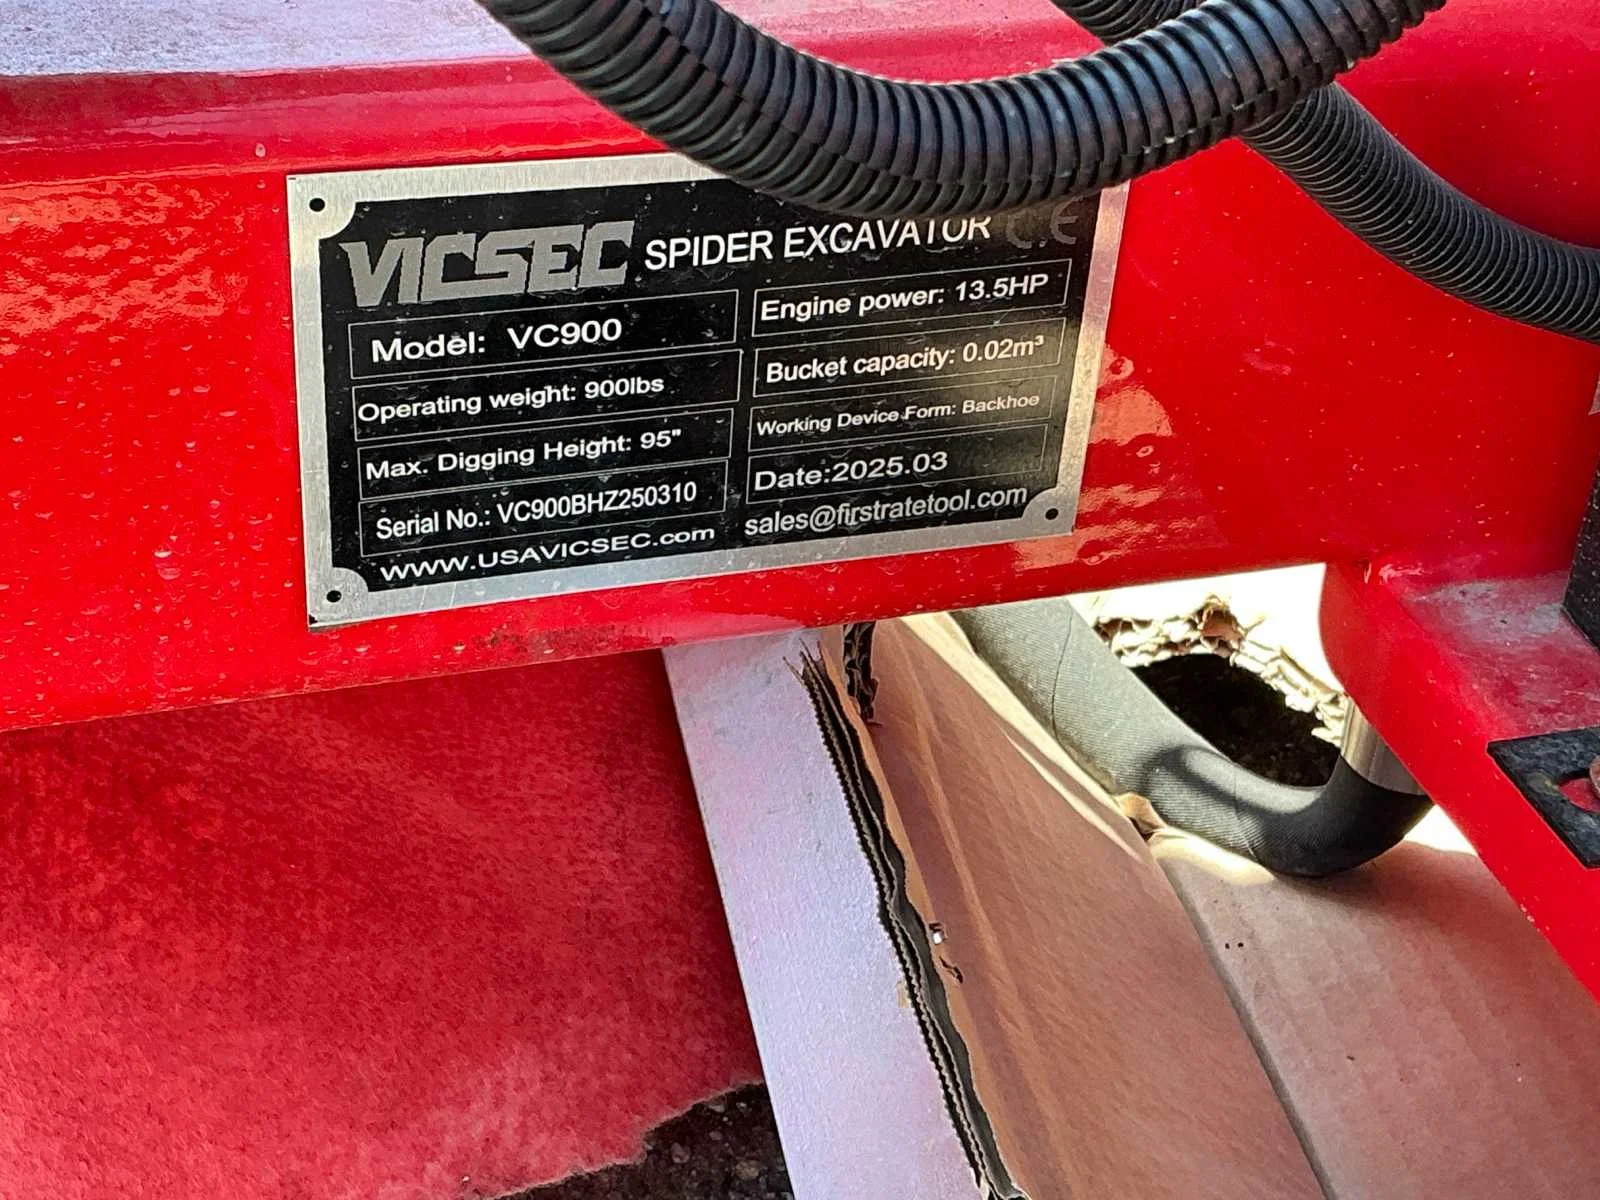 VICSEC SPIDER EXCAVATOR CE
Model: VC900
Engine power: 13.5HP
Operating weight: 900lbs
Bucket capacity: 0.02m³
Max. Digging Height: 95"
Working Device Form: Backhoe
Serial No.: VC900BHZ250310
Date:2025.03
www.USAVICSEC.com
sales@firstratetool.com